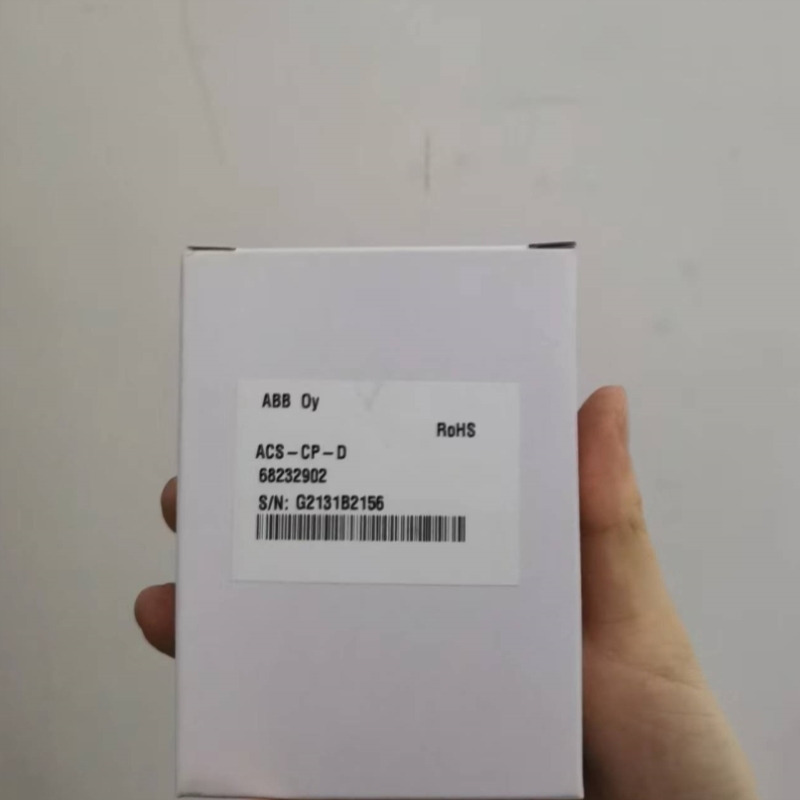 ABB Oy
RoHS
ACS-CP-D
68232902
S/N: G2131B2156